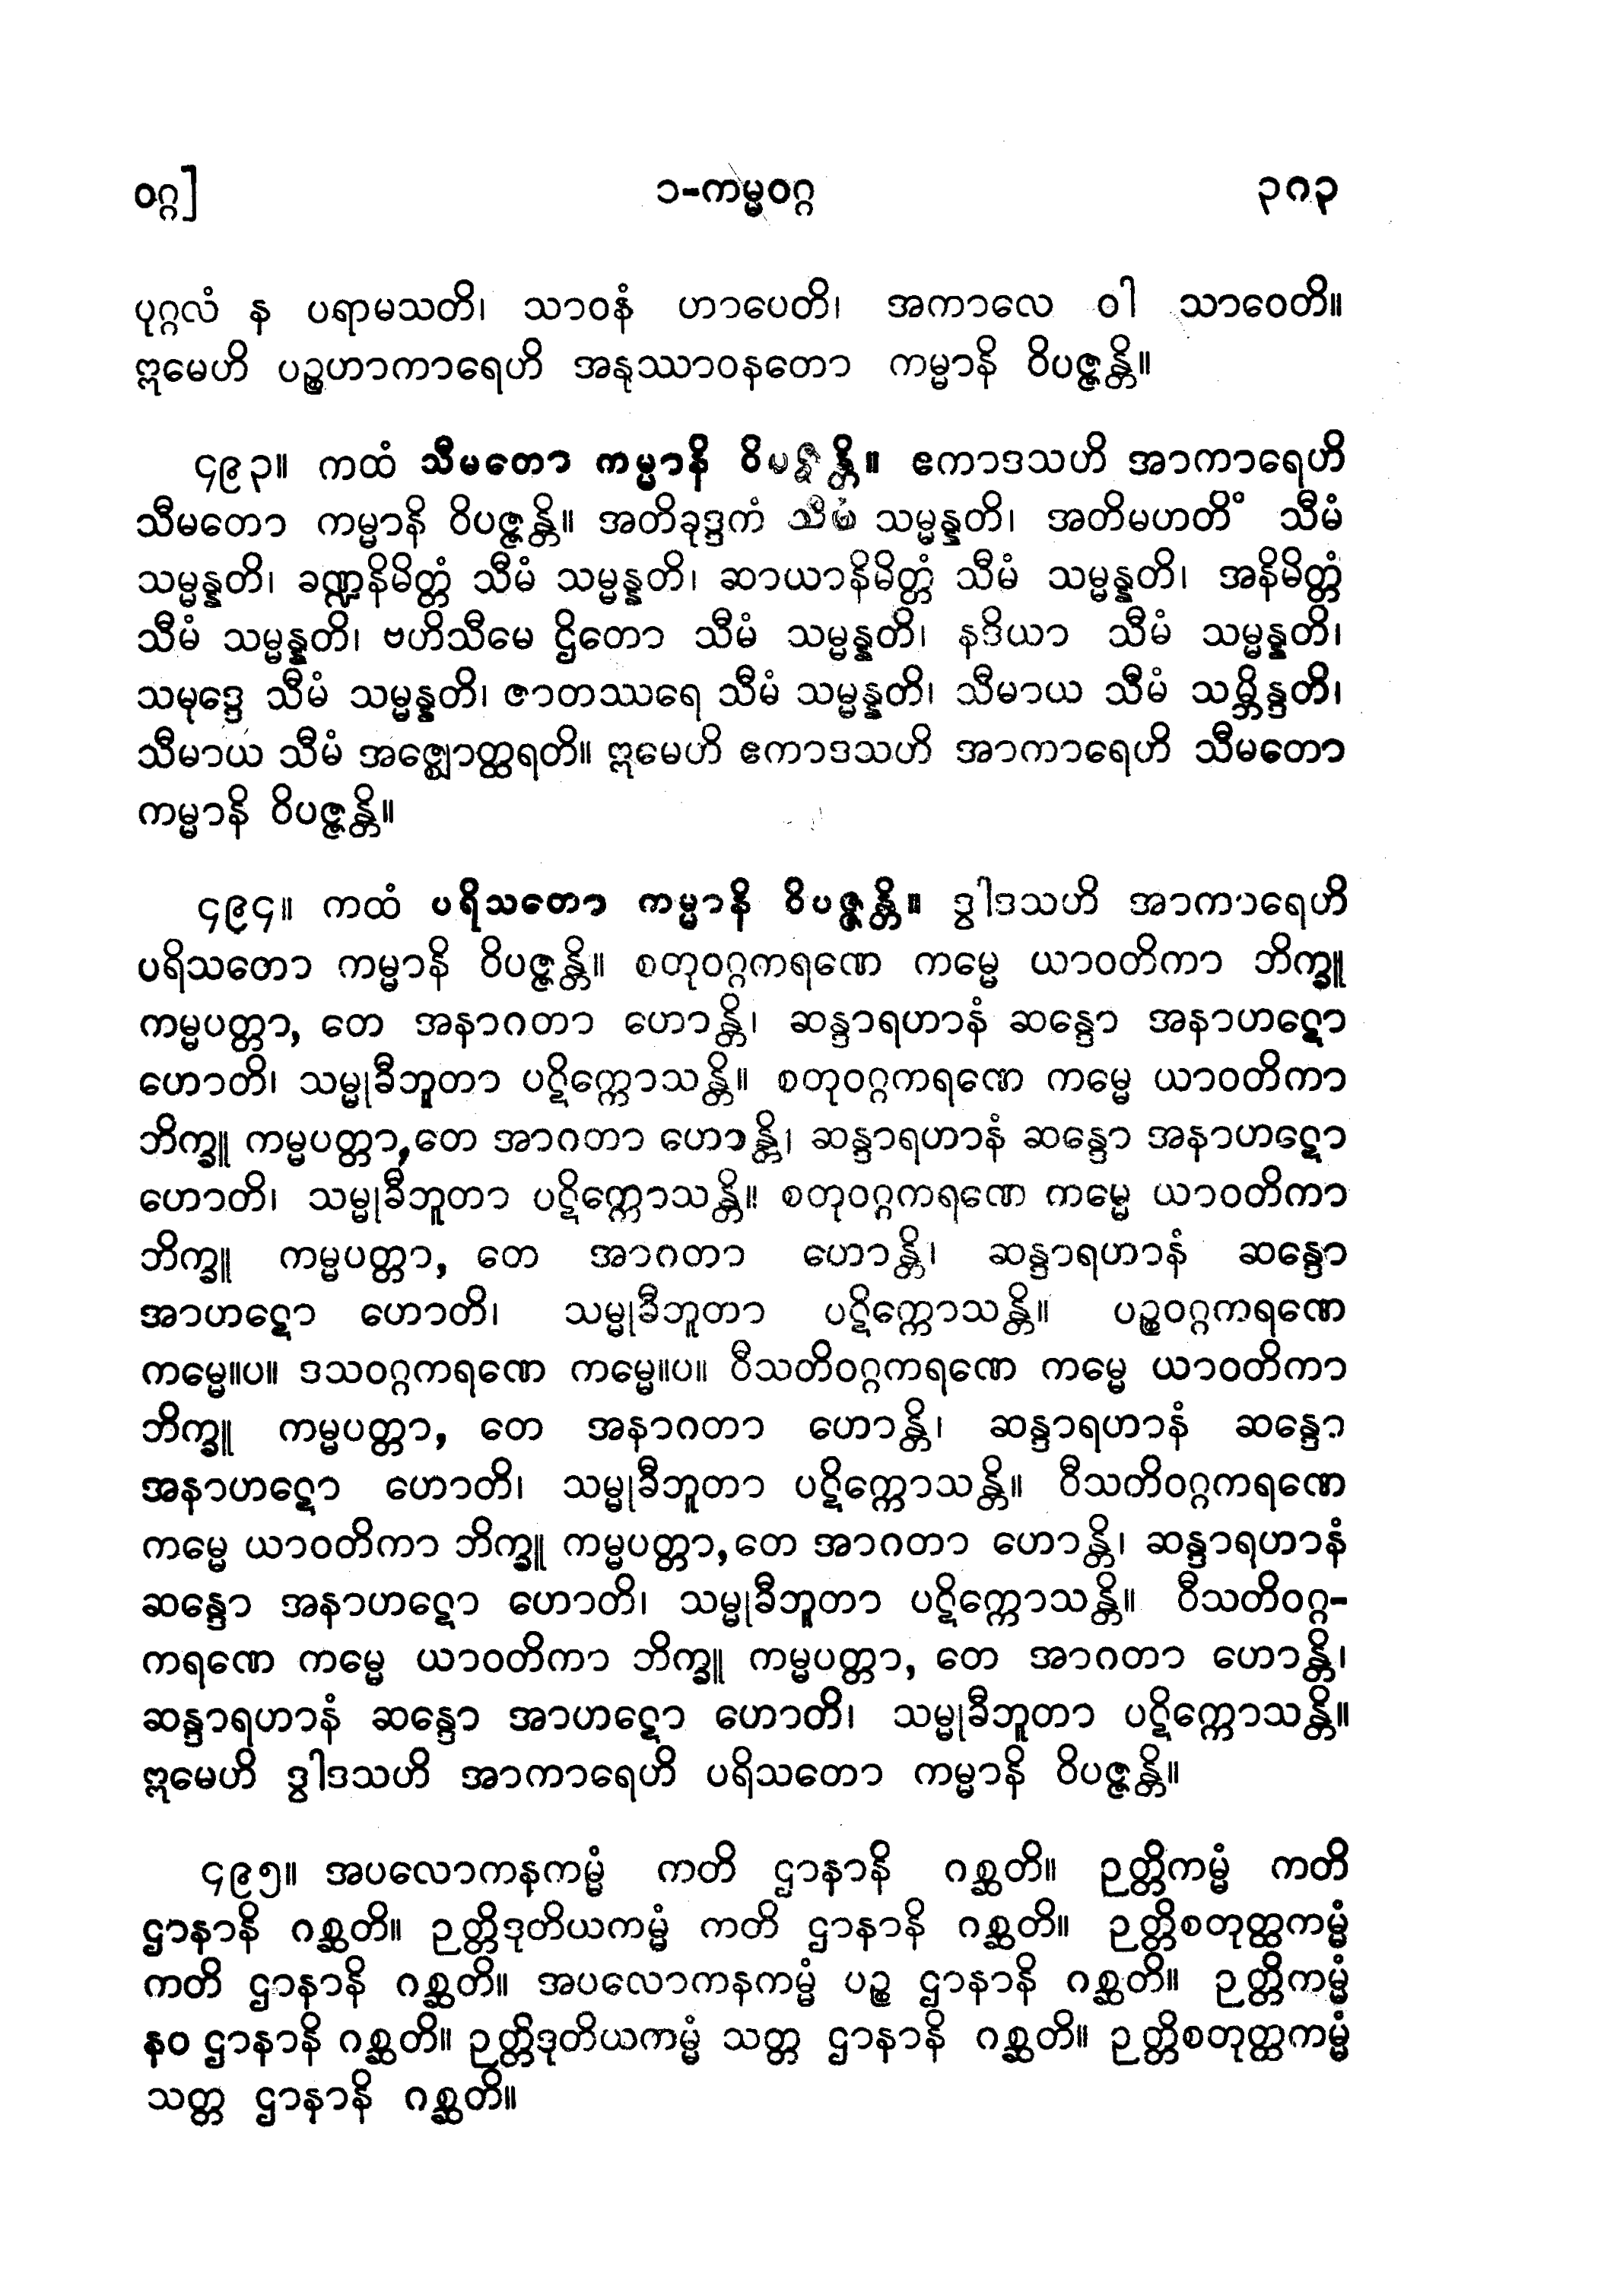 ဝဂ္ဂ] ၁-ကမ္မဝဂ္ဂ ၃ဂ၃
ပုဂ္ဂလံ န ပရာမသတိ၊ သာဝနံ ဟာပေတိ၊ အကာလေ ဝါ သာဝေတိ။
ဣမေဟိ ပဉ္စဟာကာရေဟိ အနုဿာဝနတော ကမ္မာနိ ဝိပဇ္ဇန္တိ။
၄၉၃။ ကထံ သီမတော ကမ္မာနိ ဝိပဇ္ဇန္တိ။ ဧကာဒသဟိ အာကာရေဟိ
သီမတော ကမ္မာနိ ဝိပဇ္ဇန္တိ။ အတိခုဒ္ဒကံ သီမံ သမ္မန္နတိ၊ အတိမဟတိံ သီမံ
သမ္မန္နတိ၊ ခဏ္ဍနိမိတ္တံ သီမံ သမ္မန္နတိ၊ ဆာယာနိမိတ္တံ သီမံ သမ္မန္နတိ၊ အနိမိတ္တံ
သီမံ သမ္မန္နတိ၊ ဗဟိသီမေ ဌိတော သီမံ သမ္မန္နတိ၊ နဒိယာ သီမံ သမ္မန္နတိ၊
သမုဒ္ဒေ သီမံ သမ္မန္နတိ၊ ဇာတဿရေ သီမံ သမ္မန္နတိ၊ သီမာယ သီမံ သမ္ဘိန္ဒတိ၊
သီမာယ သီမံ အဇ္ဈောတ္ထရတိ။ ဣမေဟိ ဧကာဒသဟိ အာကာရေဟိ သီမတော
ကမ္မာနိ ဝိပဇ္ဇန္တိ။
၄၉၄။ ကထံ ပရိသတော ကမ္မာနိ ဝိပဇ္ဇန္တိ။ ဒွါဒသဟိ အာကာရေဟိ
ပရိသတော ကမ္မာနိ ဝိပဇ္ဇန္တိ။ စတုဝဂ္ဂကရဏေ ကမ္မေ ယာဝတိကာ ဘိက္ခူ
ကမ္မပတ္တာ, တေ အနာဂတာ ဟောန္တိ၊ ဆန္ဒာရဟာနံ ဆန္ဒော အနာဟဋော
ဟောတိ၊ သမ္မုခီဘူတာ ပဋိက္ကောသန္တိ။ စတုဝဂ္ဂကရဏေ ကမ္မေ ယာဝတိကာ
ဘိက္ခူ ကမ္မပတ္တာ,တေ အာဂတာ ဟောန္တိ၊ ဆန္ဒာရဟာနံ ဆန္ဒော အနာဟဋော
ဟောတိ၊ သမ္မုခီဘူတာ ပဋိက္ကောသန္တိ။ စတုဝဂ္ဂကရဏေ ကမ္မေ ယာဝတိကာ
ဘိက္ခူ ကမ္မပတ္တာ, တေ အာဂတာ ဟောန္တိ၊ ဆန္ဒာရဟာနံ ဆန္ဒော
အာဟဋော ဟောတိ၊ သမ္မုခီဘူတာ ပဋိက္ကောသန္တိ။ ပဉ္စဝဂ္ဂကရဏေ
ကမ္မေ။ပ။ ဒသဝဂ္ဂကရဏေ ကမ္မေ။ပ။ ဝီသတိဝဂ္ဂကရဏေ ကမ္မေ ယာဝတိကာ
ဘိက္ခူ ကမ္မပတ္တာ, တေ အနာဂတာ ဟောန္တိ၊ ဆန္ဒာရဟာနံ ဆန္ဒော
အနာဟဋော ဟောတိ၊ သမ္မုခီဘူတာ ပဋိက္ကောသန္တိ။ ဝီသတိဝဂ္ဂကရဏေ
ကမ္မေ ယာဝတိကာ ဘိက္ခူ ကမ္မပတ္တာ,တေ အာဂတာ ဟောန္တိ၊ ဆန္ဒာရဟာနံ
ဆန္ဒော အနာဟဋော ဟောတိ၊ သမ္မုခီဘူတာ ပဋိက္ကောသန္တိ။ ဝီသတိဝဂ္ဂ-
ကရဏေ ကမ္မေ ယာဝတိကာ ဘိက္ခူ ကမ္မပတ္တာ, တေ အာဂတာ ဟောန္တိ၊
ဆန္ဒာရဟာနံ ဆန္ဒော အာဟဋော ဟောတိ၊ သမ္မုခီဘူတာ ပဋိက္ကောသန္တိ။
ဣမေဟိ ဒွါဒသဟိ အာကာရေဟိ ပရိသတော ကမ္မာနိ ဝိပဇ္ဇန္တိ။
၄၉၅။ အပလောကနကမ္မံ ကတိ ဌာနာနိ ဂစ္ဆတိ။ ဉတ္တိကမ္မံ ကတိ
ဌာနာနိ ဂစ္ဆတိ။ ဉတ္တိဒုတိယကမ္မံ ကတိ ဌာနာနိ ဂစ္ဆတိ။ ဉတ္တိစတုတ္ထကမ္မံ
ကတိ ဌာနာနိ ဂစ္ဆတိ။ အပလောကနကမ္မံ ပဉ္စ ဌာနာနိ ဂစ္ဆတိ။ ဉတ္တိကမ္မံ
နဝ ဌာနာနိ ဂစ္ဆတိ။ ဉတ္တိဒုတိယကမ္မံ သတ္တ ဌာနာနိ ဂစ္ဆတိ။ ဉတ္တိစတုတ္ထကမ္မံ
သတ္တ ဌာနာနိ ဂစ္ဆတိ။